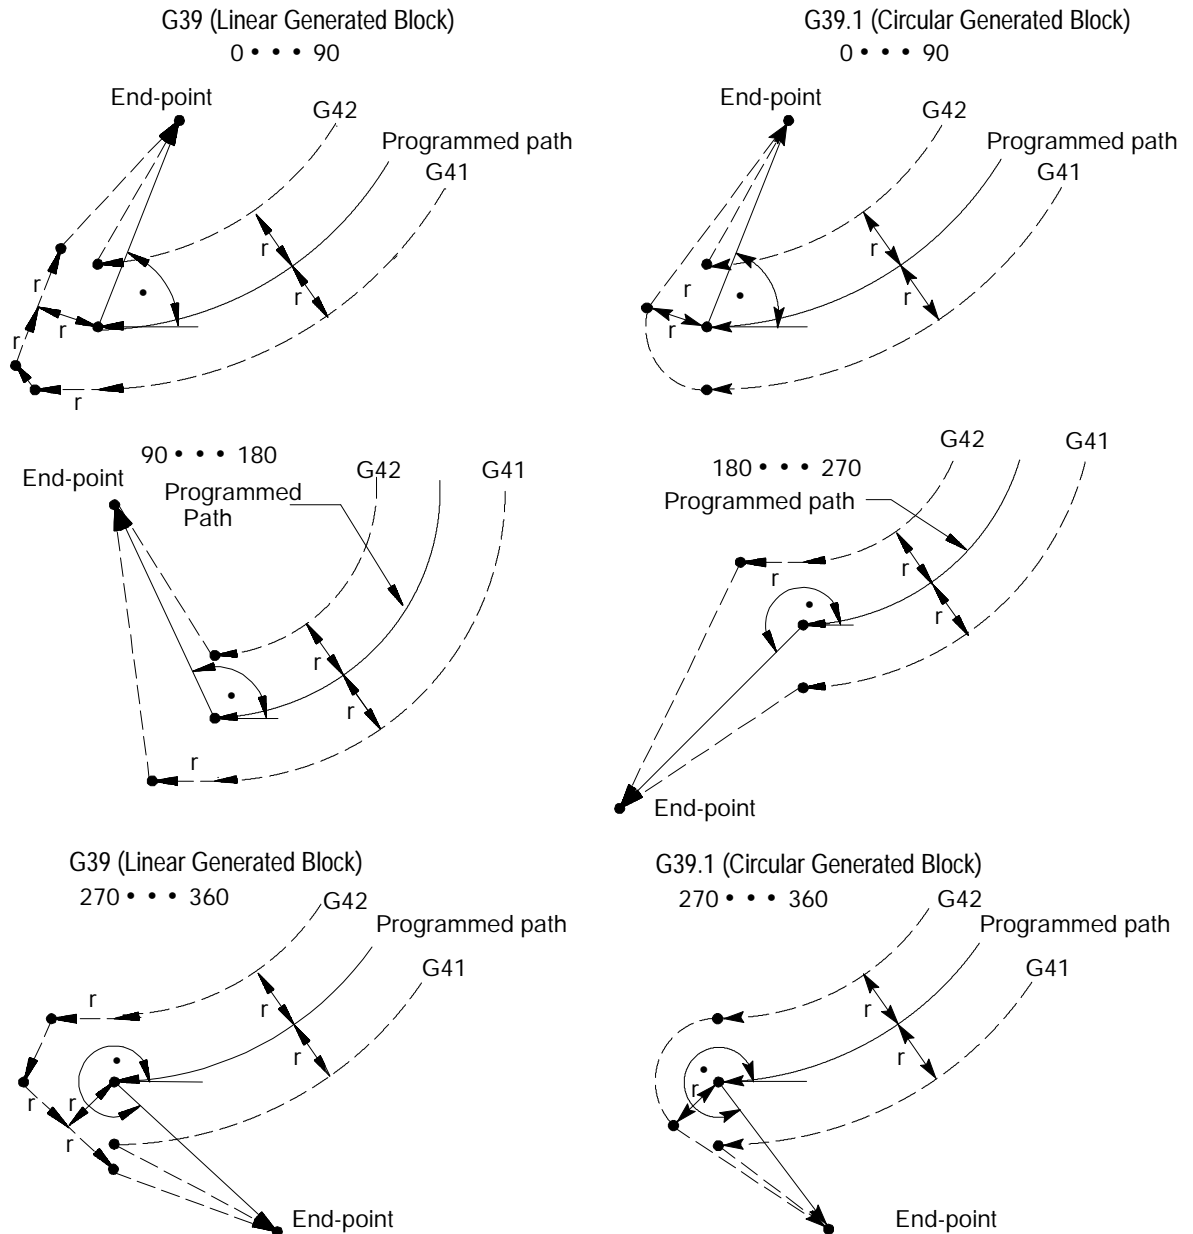 G39 (Linear Generated Block)
0 • • • 90
End-point
G42
Programmed path
G41
r
r
r
r
r
r
•
G39.1 (Circular Generated Block)
0 • • • 90
End-point
G42
Programmed path
G41
r
r
r
r
•
90 • • • 180
End-point
Programmed
Path
G42
G41
r
r
r
•
180 • • • 270
Programmed path
G42
G41
r
r
r
•
End-point
G39 (Linear Generated Block)
270 • • • 360
G42
Programmed path
G41
r
r
r
r
r
r
•
End-point
G39.1 (Circular Generated Block)
270 • • • 360
G42
Programmed path
G41
r
r
r
•
End-point